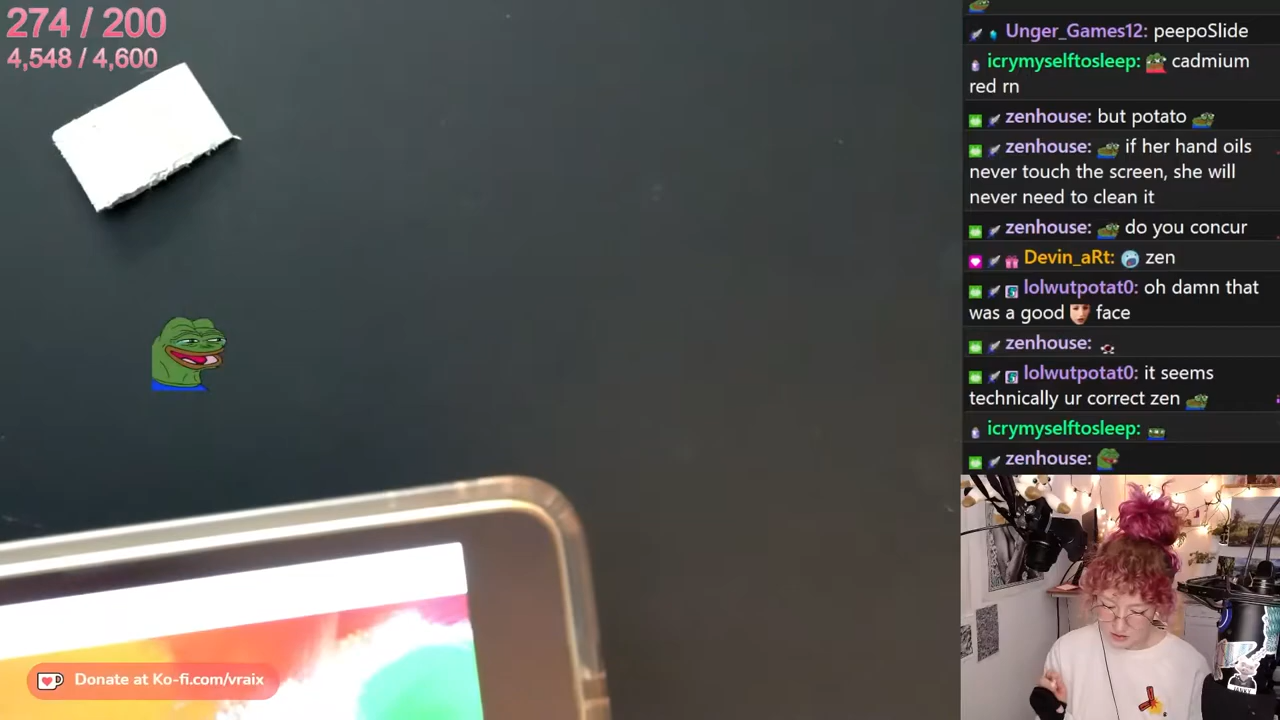 274 / 200
4,548 / 4,600
Unger_Games12: peepoSlide
icrymyselftosleep: cadmium
red rn
zenhouse: but potato
zenhouse: if her hand oils
never touch the screen, she will
never need to clean it
zenhouse: do you concur
Devin_aRt: zen
lolwutpotat0: oh damn that
was a good face
zenhouse:
lolwutpotat0: it seems
technically ur correct zen
icrymyselftosleep:
zenhouse:
Donate at Ko-fi.com/vraix